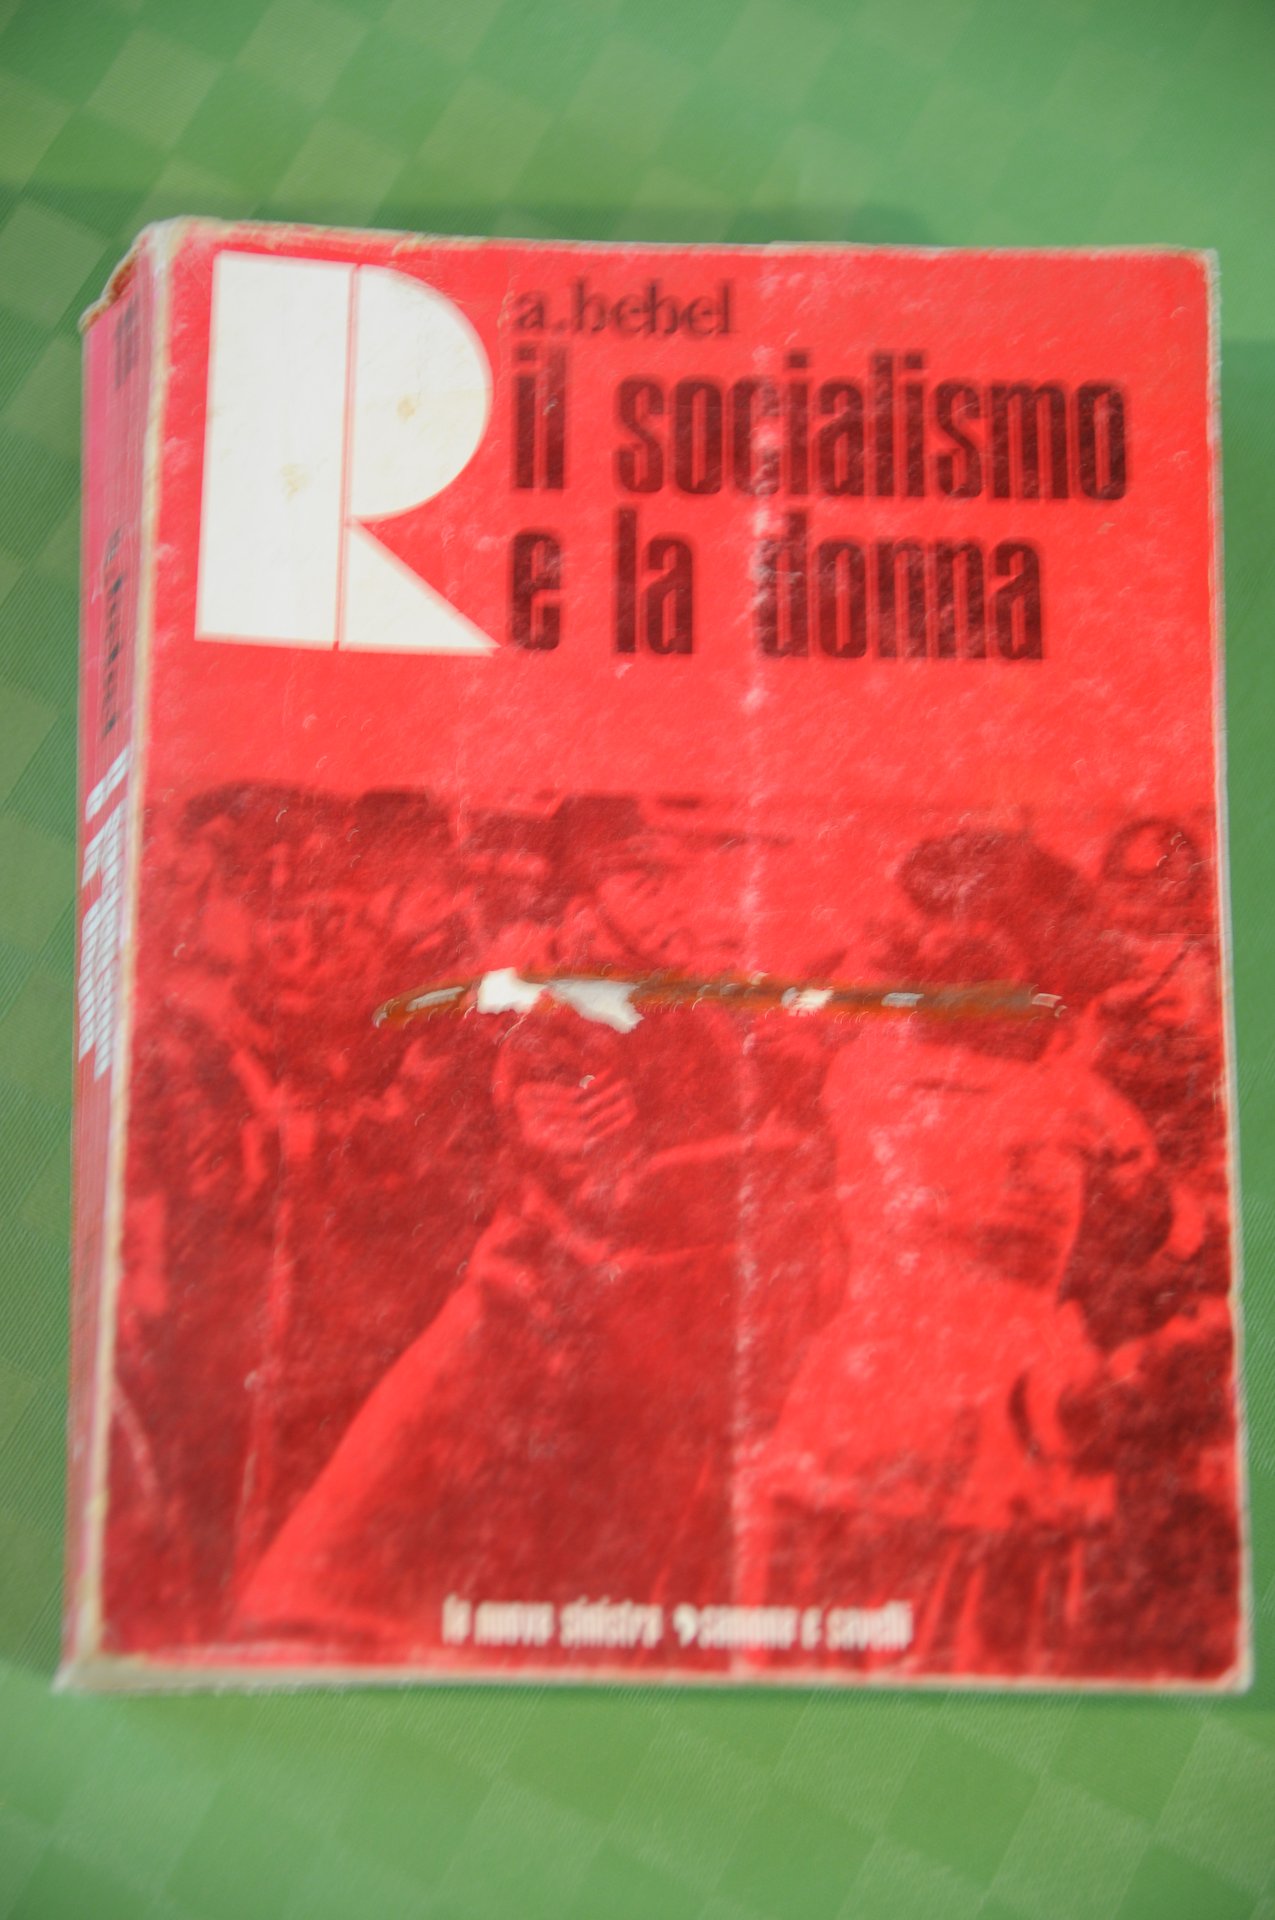 R
a.bebel
il socialismo
e la donna
la nuova sinistra samonà e savelli